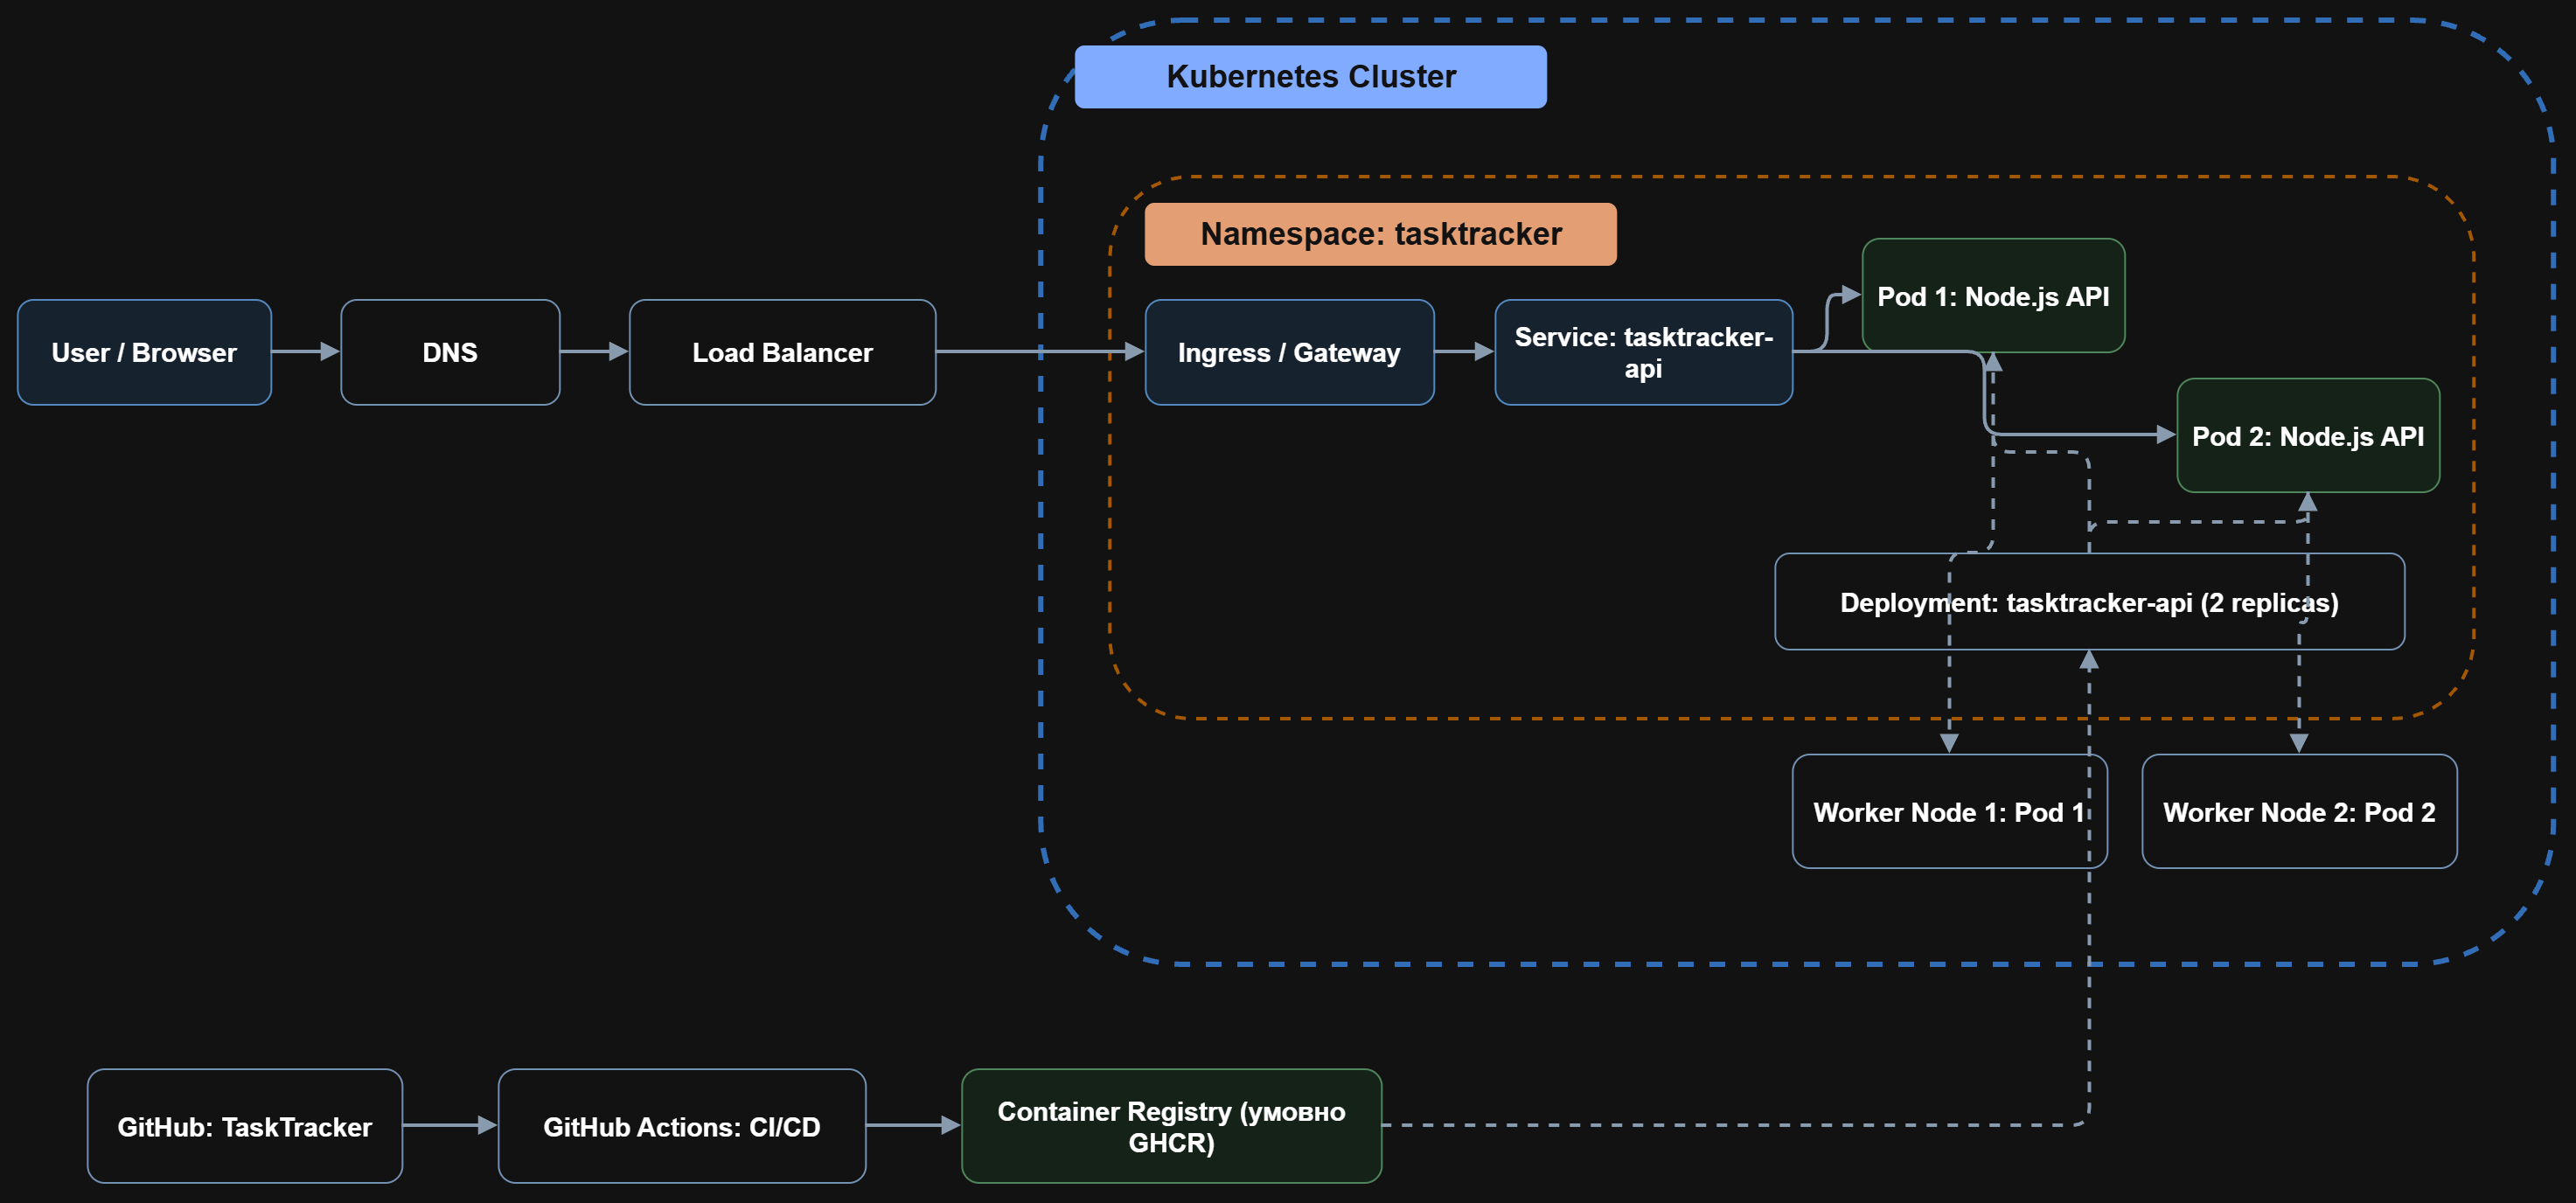 Kubernetes Cluster
Namespace: tasktracker
User / Browser
DNS
Load Balancer
Ingress / Gateway
Service: tasktracker-
api
Pod 1: Node.js API
Pod 2: Node.js API
Deployment: tasktracker-api (2 replicas)
Worker Node 1: Pod 1
Worker Node 2: Pod 2
GitHub: TaskTracker
GitHub Actions: CI/CD
Container Registry (умовно
GHCR)